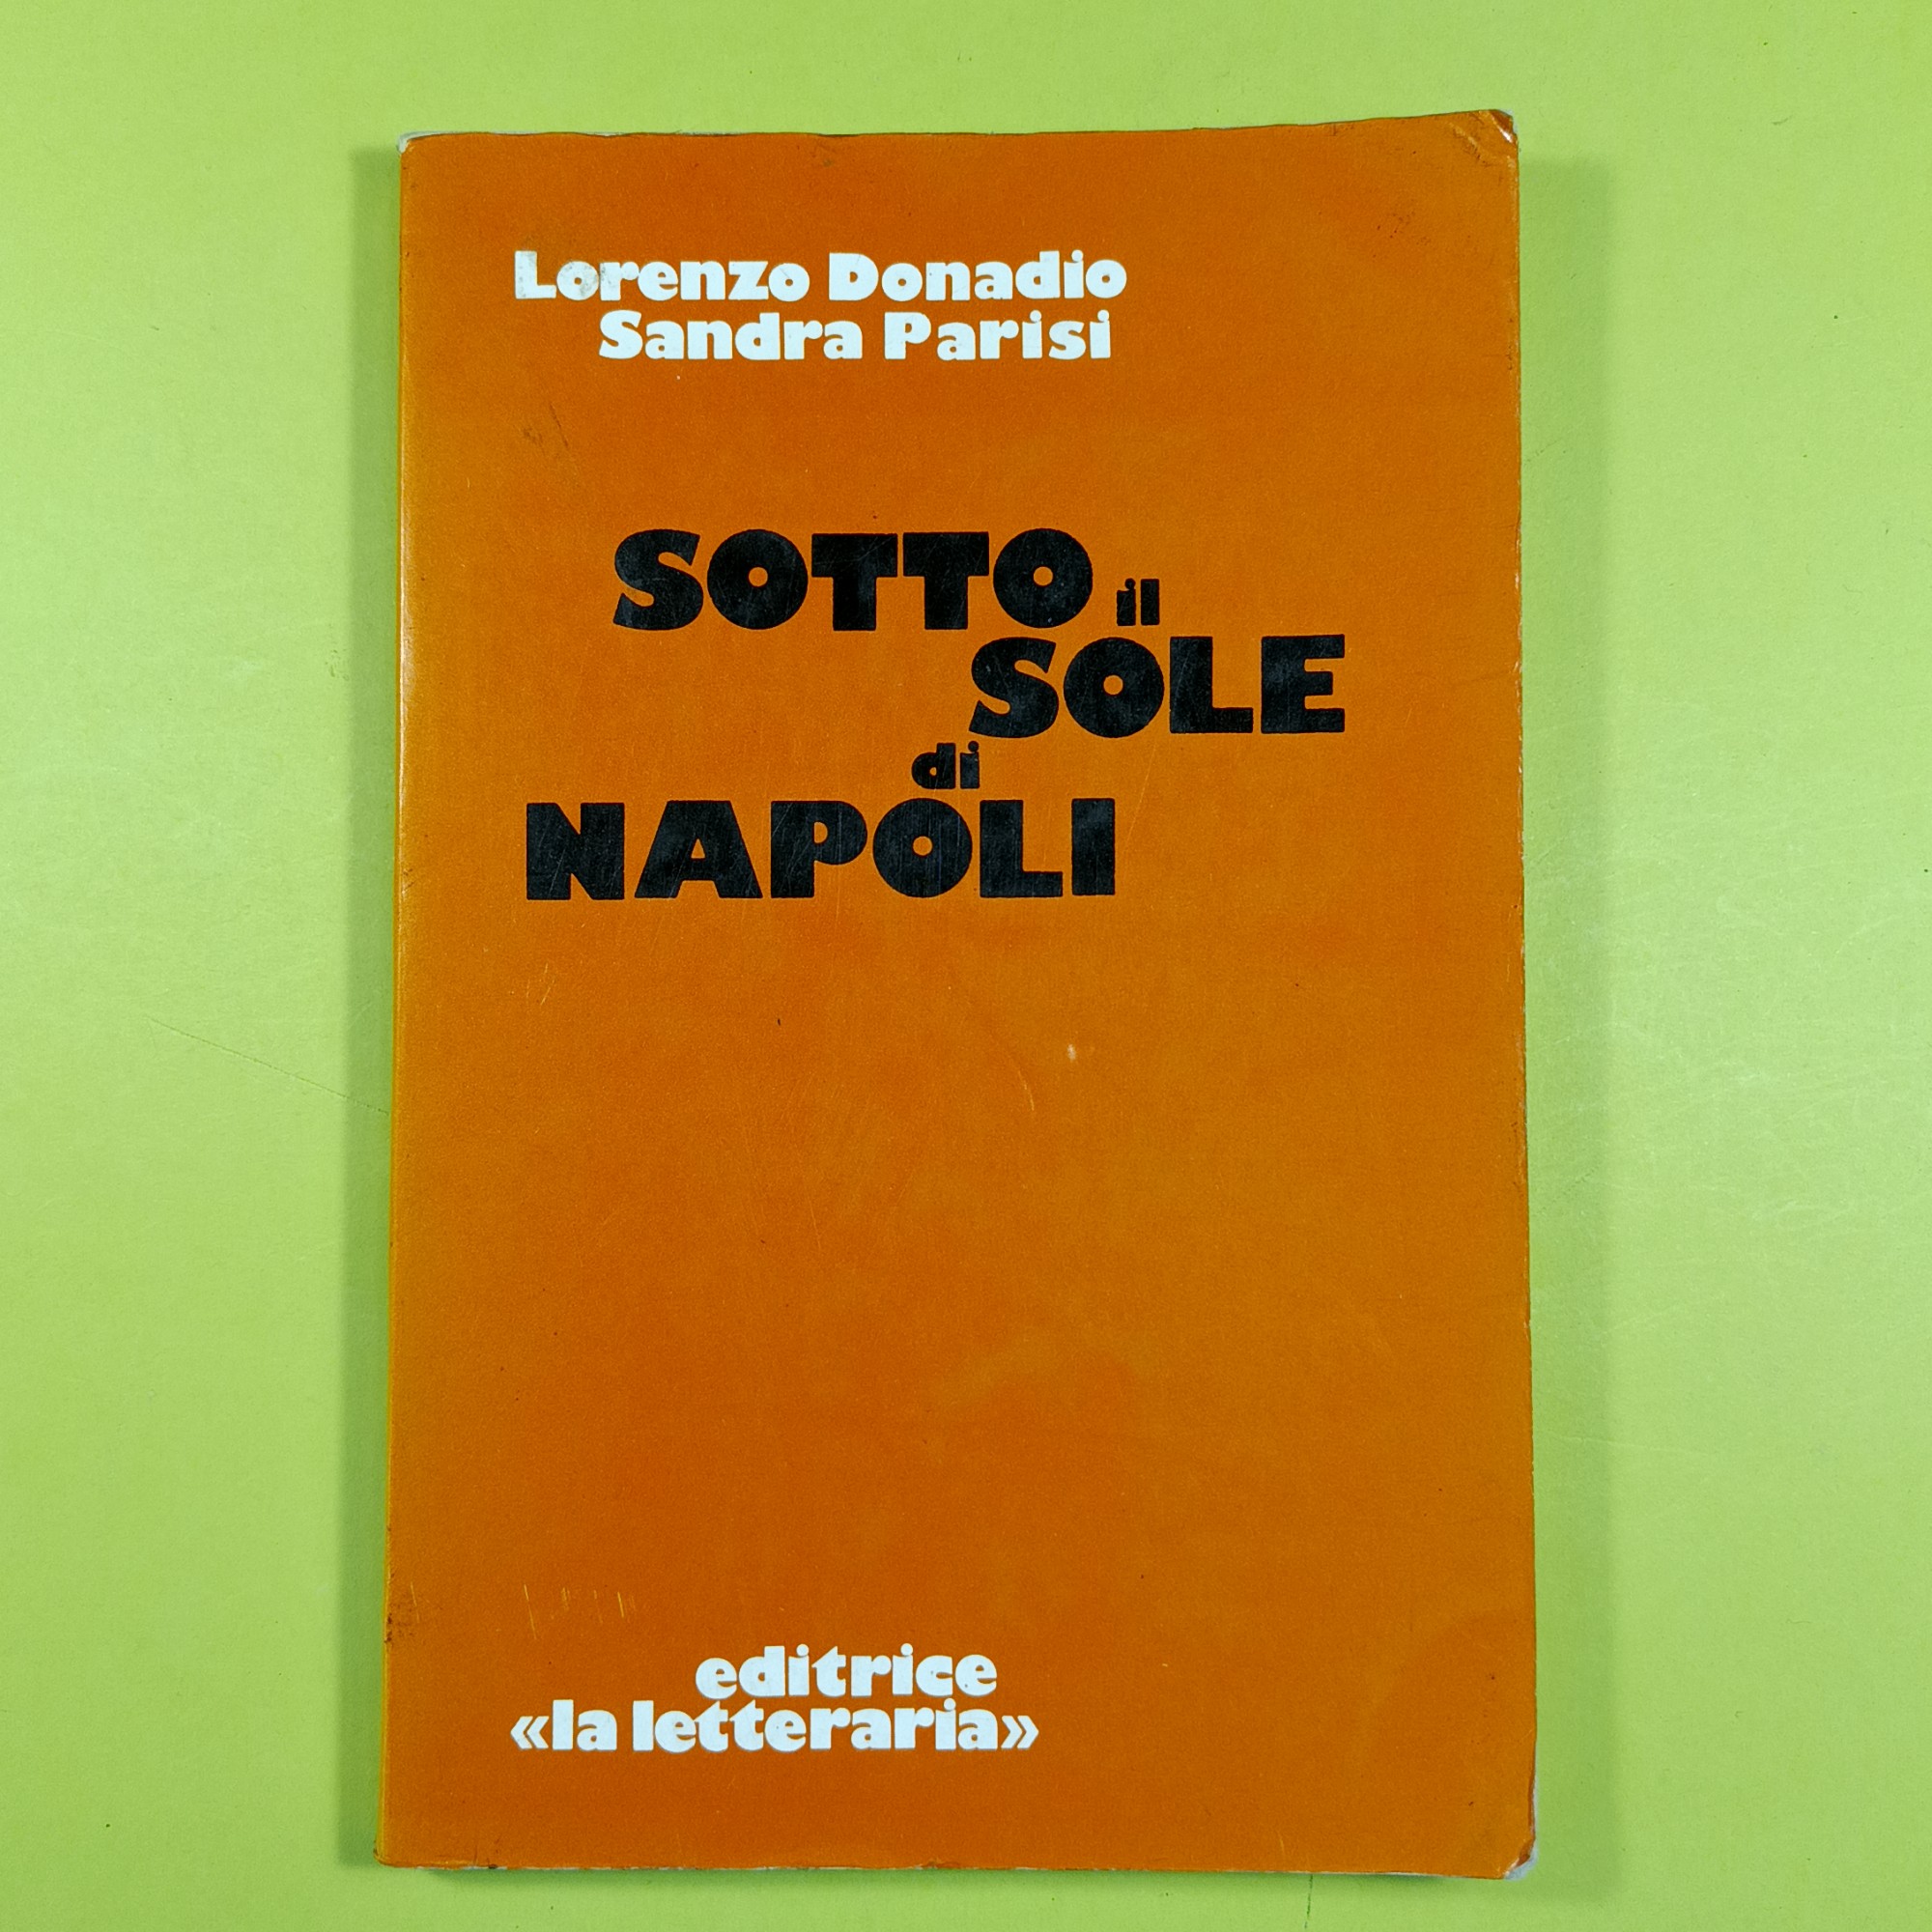 Lorenzo Donadio
Sandra Parisi
SOTTO il
SOLE
di
NAPOLI
editrice
«la letteraria»